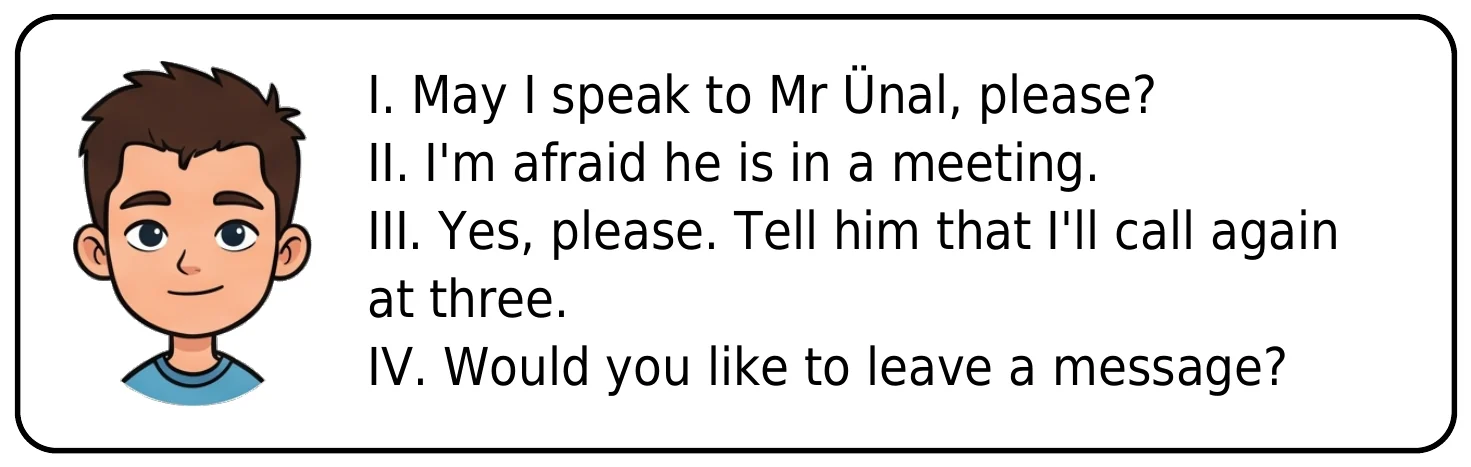 I. May I speak to Mr Ünal, please?
II. I'm afraid he is in a meeting.
III. Yes, please. Tell him that I'll call again
at three.
IV. Would you like to leave a message?